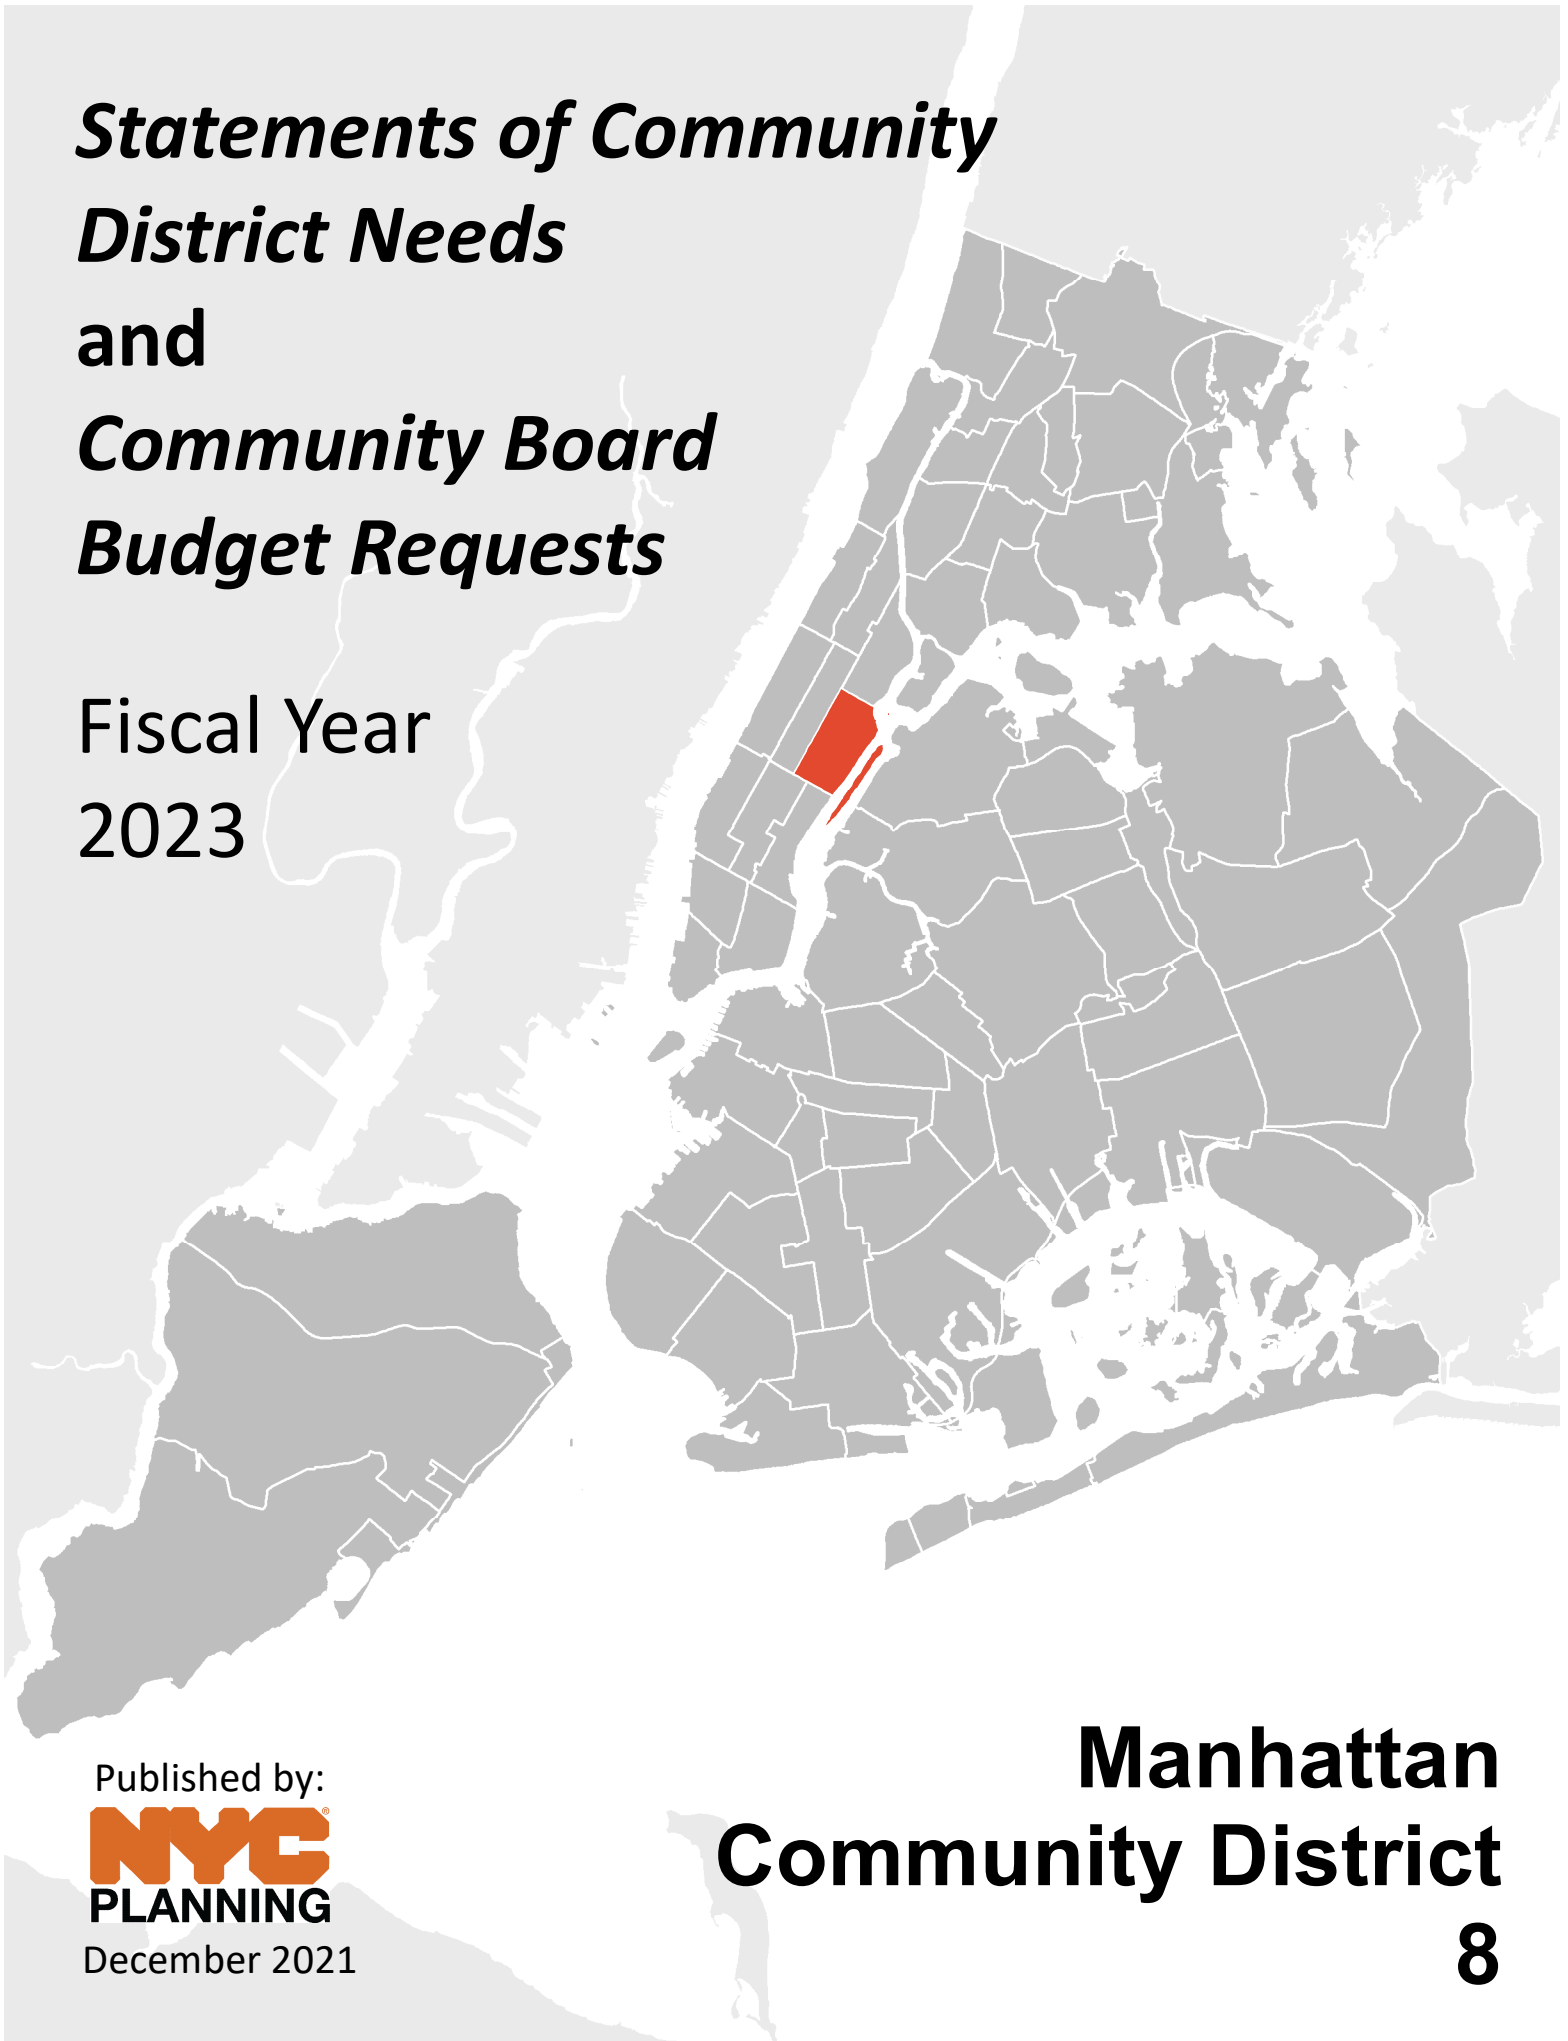 Statements of Community
District Needs
and
Community Board
Budget Requests
Fiscal Year
2023
Published by:
NYC®
PLANNING
December 2021
Manhattan
Community District
8